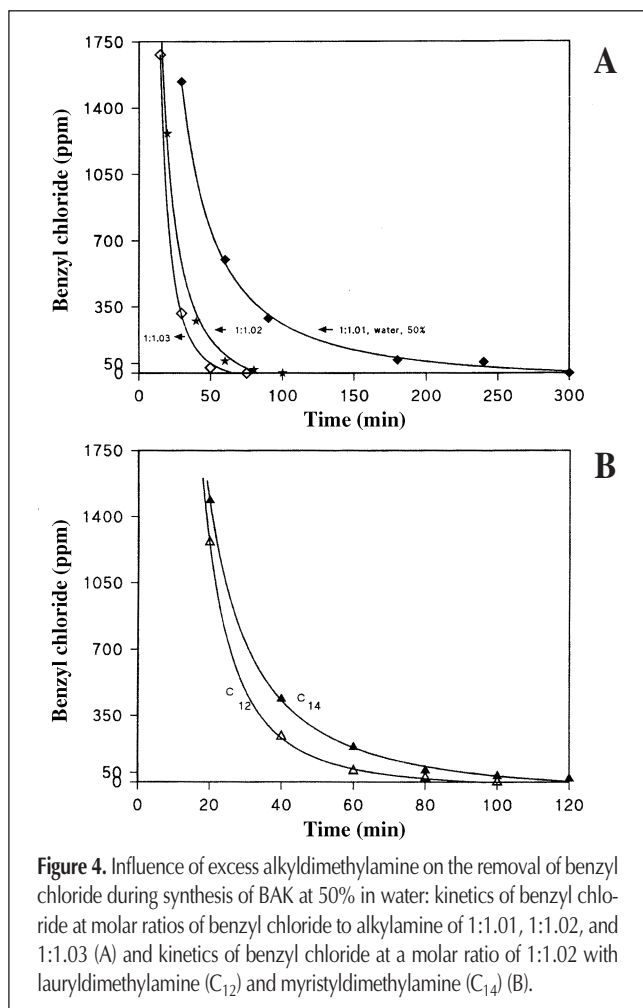 A
1750
1400
1050
700
350
50
0
Benzyl chloride (ppm)
1:1.03
1:1.02
1:1.01, water, 50%
0 50 100 150 200 250 300
Time (min)
B
1750
1400
1050
700
350
50
0
Benzyl chloride (ppm)
C 12
C 14
0 20 40 60 80 100 120
Time (min)
Figure 4. Influence of excess alkyldimethylamine on the removal of benzyl
chloride during synthesis of BAK at 50% in water: kinetics of benzyl chlo-
ride at molar ratios of benzyl chloride to alkylamine of 1:1.01, 1:1.02, and
1:1.03 (A) and kinetics of benzyl chloride at a molar ratio of 1:1.02 with
lauryldimethylamine (C12) and myristyldimethylamine (C14) (B).